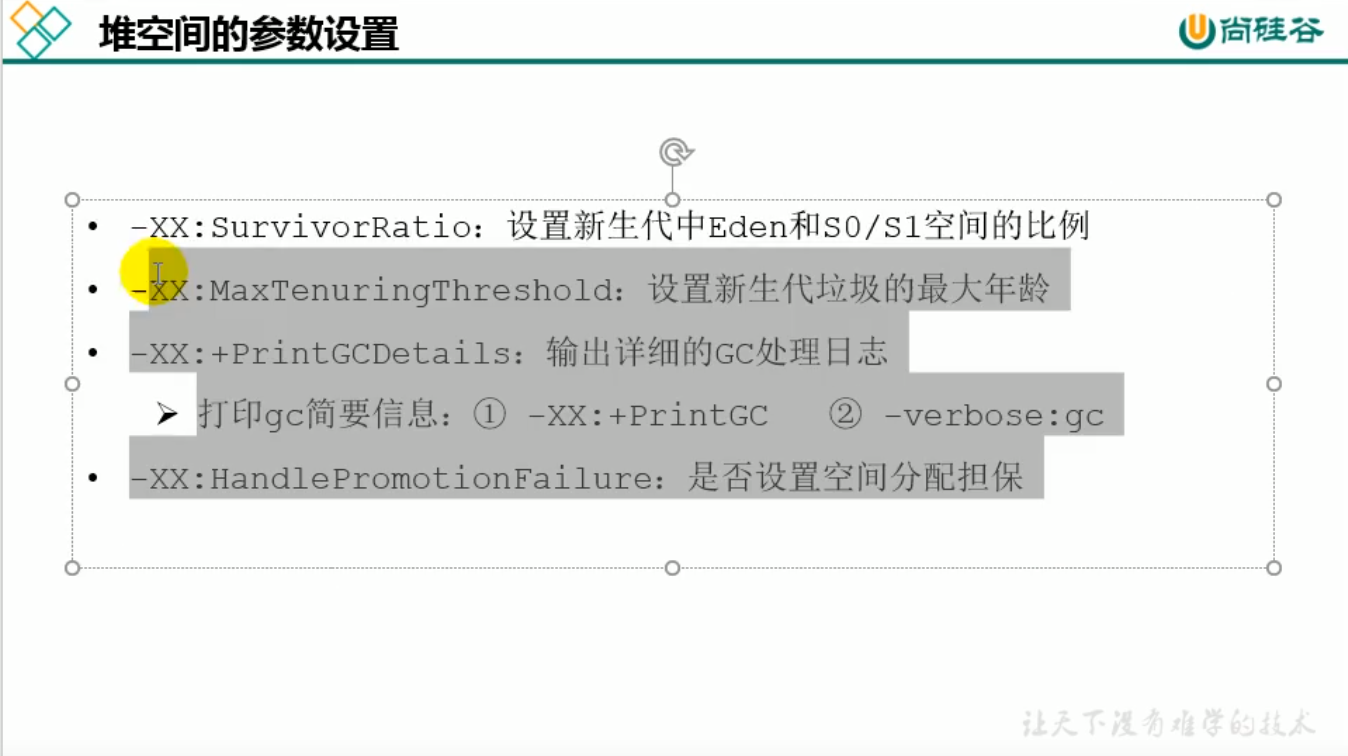 堆空间的参数设置
尚硅谷
• -XX:SurvivorRatio：设置新生代中Eden和S0/S1空间的比例
• -XX:MaxTenuringThreshold：设置新生代垃圾的最大年龄
• -XX:+PrintGCDetails：输出详细的GC处理日志
➢ 打印gc简要信息：① -XX:+PrintGC ② -verbose:gc
• -XX:HandlePromotionFailure：是否设置空间分配担保
让天下没有难学的技术